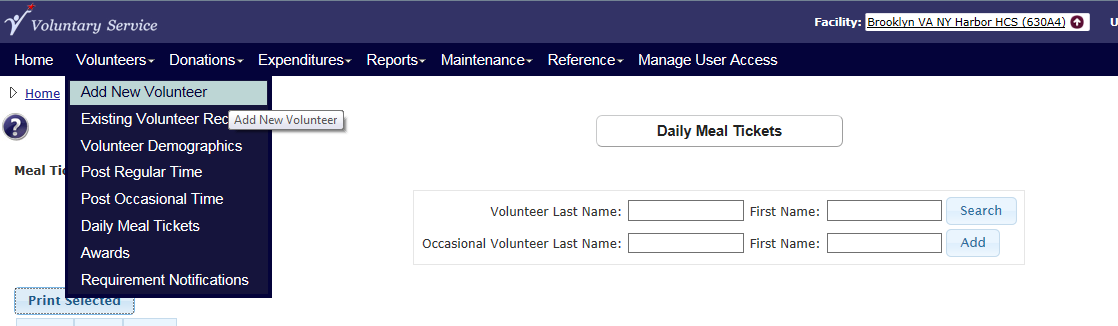 Voluntary Service
Facility: Brooklyn VA NY Harbor HCS (630A4)
U
Home Volunteers Donations Expenditures Reports Maintenance Reference Manage User Access
Home
Add New Volunteer
Existing Volunteer Rec
Add New Volunteer
Volunteer Demographics
Post Regular Time
Post Occasional Time
Daily Meal Tickets
Awards
Requirement Notifications
?
Daily Meal Tickets
Meal Ti
Volunteer Last Name: First Name: Search
Occasional Volunteer Last Name: First Name: Add
Print Selected